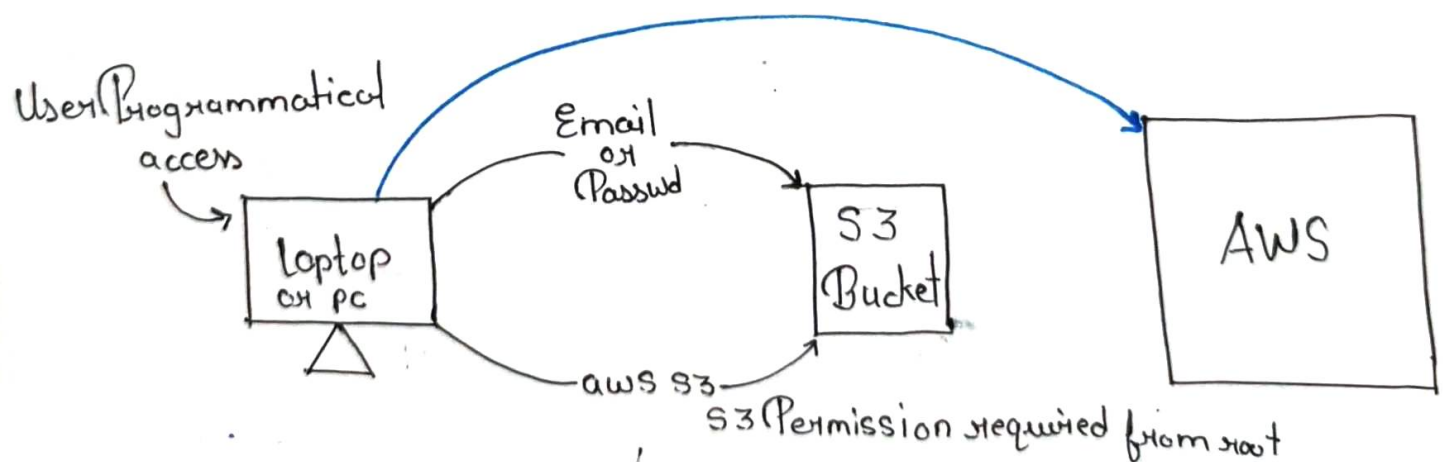 User Programmatical
access
Email
or
Passwd
S3
Bucket
AWS
Laptop
or pc
aws s3
S3 Permission required from root